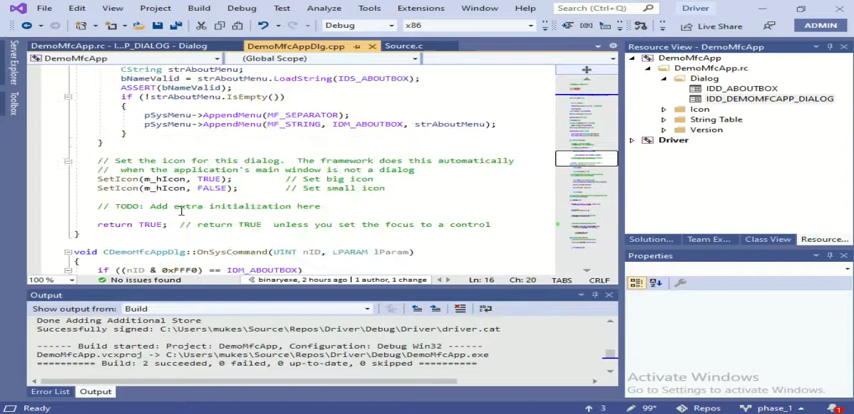 File Edit View Project Build Debug Test Analyze Tools Extensions Window Help Search (Ctrl+Q) Driver
Debug x86 Live Share ADMIN
Server Explorer
Toolbox
DemoMfcApp.rc - I...P_DIALOG - Dialog DemoMfcAppDlg.cpp Source.c
DemoMfcApp (Global Scope)
CString strAboutMenu;
bNameValid = strAboutMenu.LoadString(IDS_ABOUTBOX);
ASSERT(bNameValid);
if (!strAboutMenu.IsEmpty())
{
pSysMenu->AppendMenu(MF_SEPARATOR);
pSysMenu->AppendMenu(MF_STRING, IDM_ABOUTBOX, strAboutMenu);
}
}
// Set the icon for this dialog.  The framework does this automatically
//  when the application's main window is not a dialog
SetIcon(m_hIcon, TRUE); // Set big icon
SetIcon(m_hIcon, FALSE); // Set small icon
// TODO: Add extra initialization here
return TRUE;  // return TRUE  unless you set the focus to a control
}
void CDemoMfcAppDlg::OnSysCommand(UINT nID, LPARAM lParam)
{
if ((nID & 0xFFF0) == IDM_ABOUTBOX)
100 % No issues found binaryexe, 2 hours ago | 1 author, 1 change Ln: 16 Ch: 20 TABS CRLF
Output
Show output from: Build
Done Adding Additional Store
Successfully signed: C:\Users\mukes\Source\Repos\Driver\Debug\Driver\driver.cat
------ Build started: Project: DemoMfcApp, Configuration: Debug Win32 ------
DemoMfcApp.vcxproj -> C:\Users\mukes\Source\Repos\Driver\Debug\DemoMfcApp.exe
========== Build: 2 succeeded, 0 failed, 0 up-to-date, 0 skipped ==========
Error List Output
Resource View - DemoMfcApp
DemoMfcApp
DemoMfcApp.rc
Dialog
IDD_ABOUTBOX
IDD_DEMOMFCAPP_DIALOG
Icon
String Table
Version
Driver
Solution... Team Ex... Class View Resource...
Properties
Activate Windows
Go to Settings to activate Windows.
Ready 3 99+ Repos phase_1